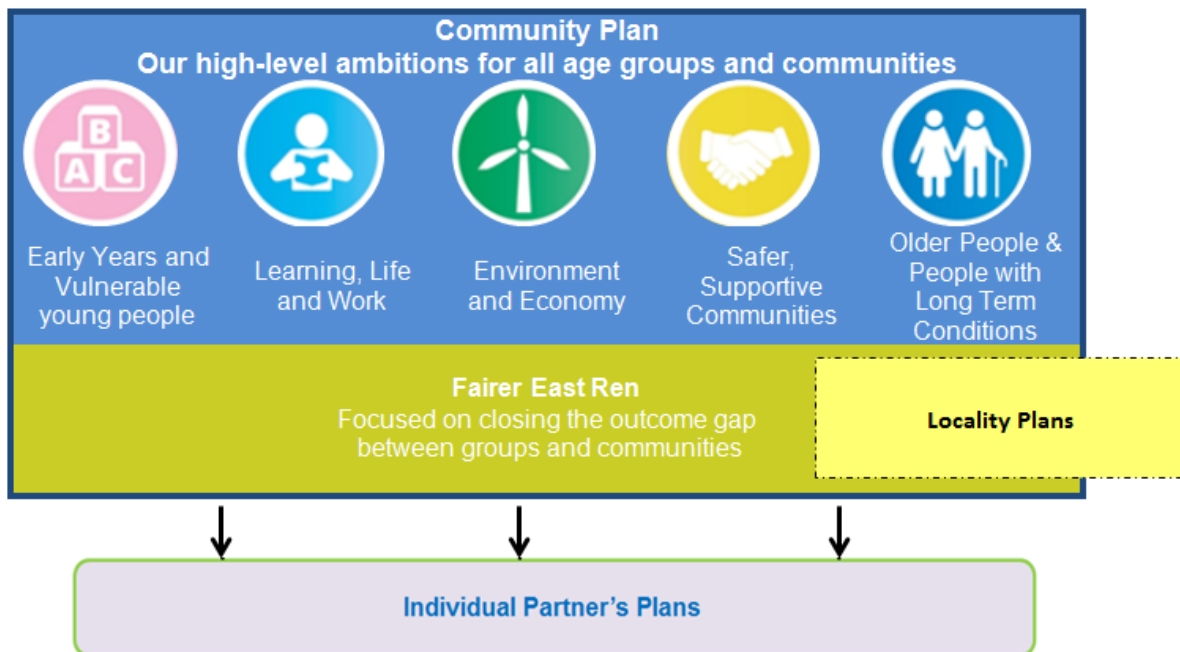 Community Plan
Our high-level ambitions for all age groups and communities
B
A C
Early Years and
Vulnerable
young people
Learning, Life
and Work
Environment
and Economy
Safer,
Supportive
Communities
Older People &
People with
Long Term
Conditions
Fairer East Ren
Focused on closing the outcome gap
between groups and communities
Locality Plans
Individual Partner's Plans